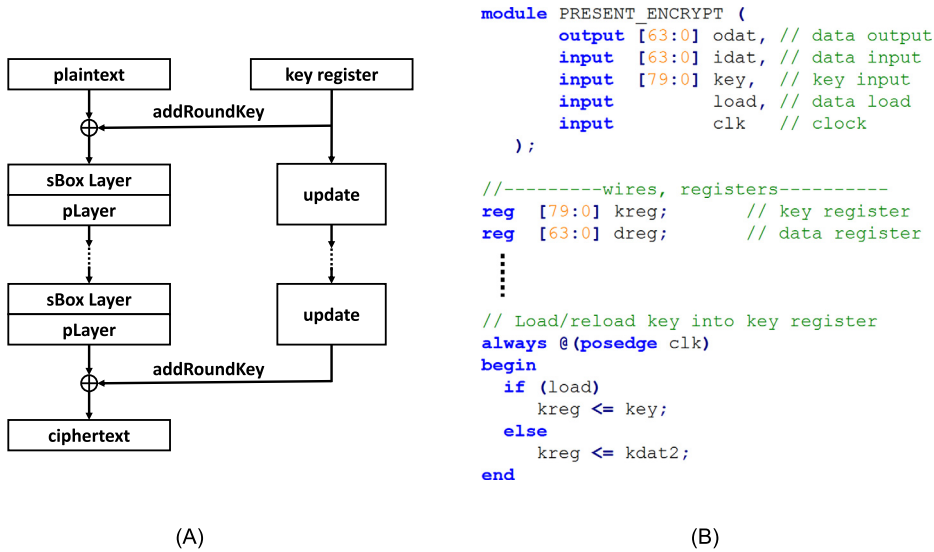 plaintext
key register
addRoundKey
sBox Layer
pLayer
update
sBox Layer
pLayer
update
addRoundKey
ciphertext
(A)
module PRESENT_ENCRYPT (
output [63:0] odat, // data output
input [63:0] idat, // data input
input [79:0] key, // key input
input load, // data load
input clk // clock
);
//---------wires, registers----------
reg [79:0] kreg; // key register
reg [63:0] dreg; // data register
// Load/reload key into key register
always @(posedge clk)
begin
if (load)
kreg <= key;
else
kreg <= kdat2;
end
(B)